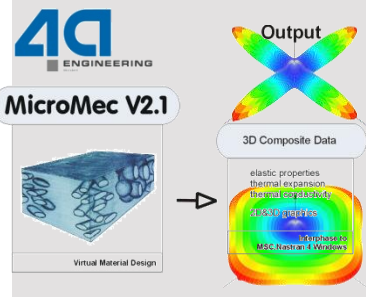 4a
ENGINEERING
MicroMec V2.1
Virtual Material Design
Output
3D Composite Data
elastic properties
thermal expansion
thermal conductivity
2D&3D graphics
Interphase to
MSC.Nastran 4 Windows